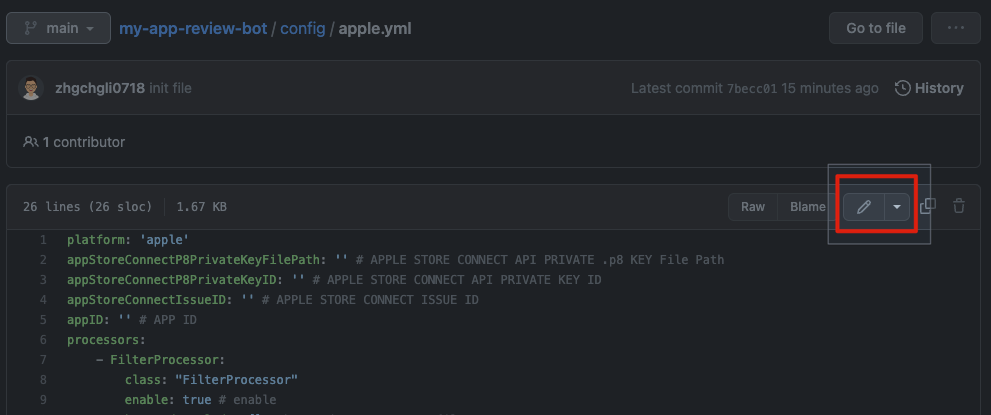 main my-app-review-bot / config / apple.yml Go to file ...
zhgchgli0718 init file Latest commit 7becc01 15 minutes ago History
1 contributor
26 lines (26 sloc) 1.67 KB Raw Blame
1 platform: 'apple'
2 appStoreConnectP8PrivateKeyFilePath: '' # APPLE STORE CONNECT API PRIVATE .p8 KEY File Path
3 appStoreConnectP8PrivateKeyID: '' # APPLE STORE CONNECT API PRIVATE KEY ID
4 appStoreConnectIssueID: '' # APPLE STORE CONNECT ISSUE ID
5 appID: '' # APP ID
6 processors:
7 - FilterProcessor:
8 class: "FilterProcessor"
9 enable: true # enable